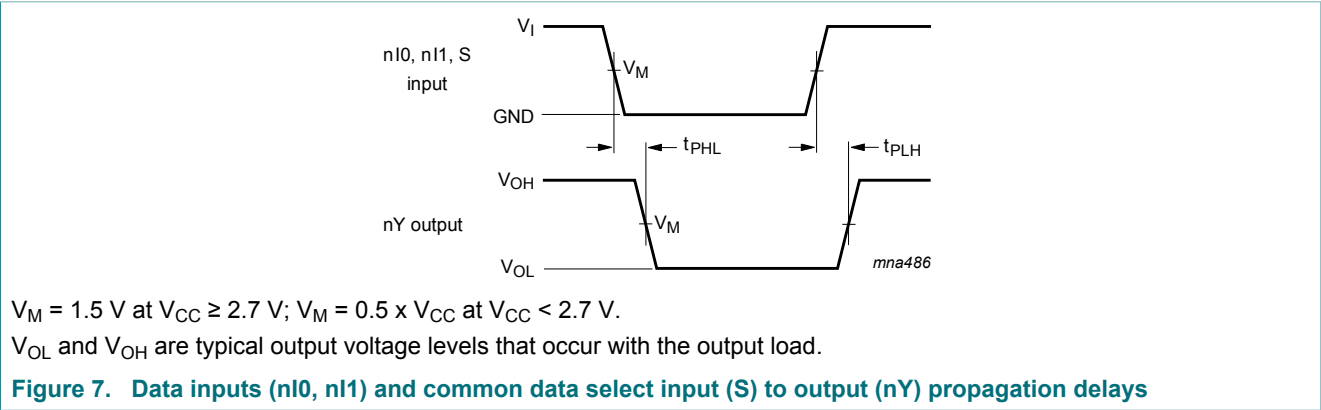 VI
nI0, nI1, S
input
VM
GND
tPHL
tPLH
VOH
nY output
VM
VOL
mna486
VM = 1.5 V at VCC ≥ 2.7 V; VM = 0.5 x VCC at VCC < 2.7 V.
VOL and VOH are typical output voltage levels that occur with the output load.
Figure 7. Data inputs (nI0, nI1) and common data select input (S) to output (nY) propagation delays